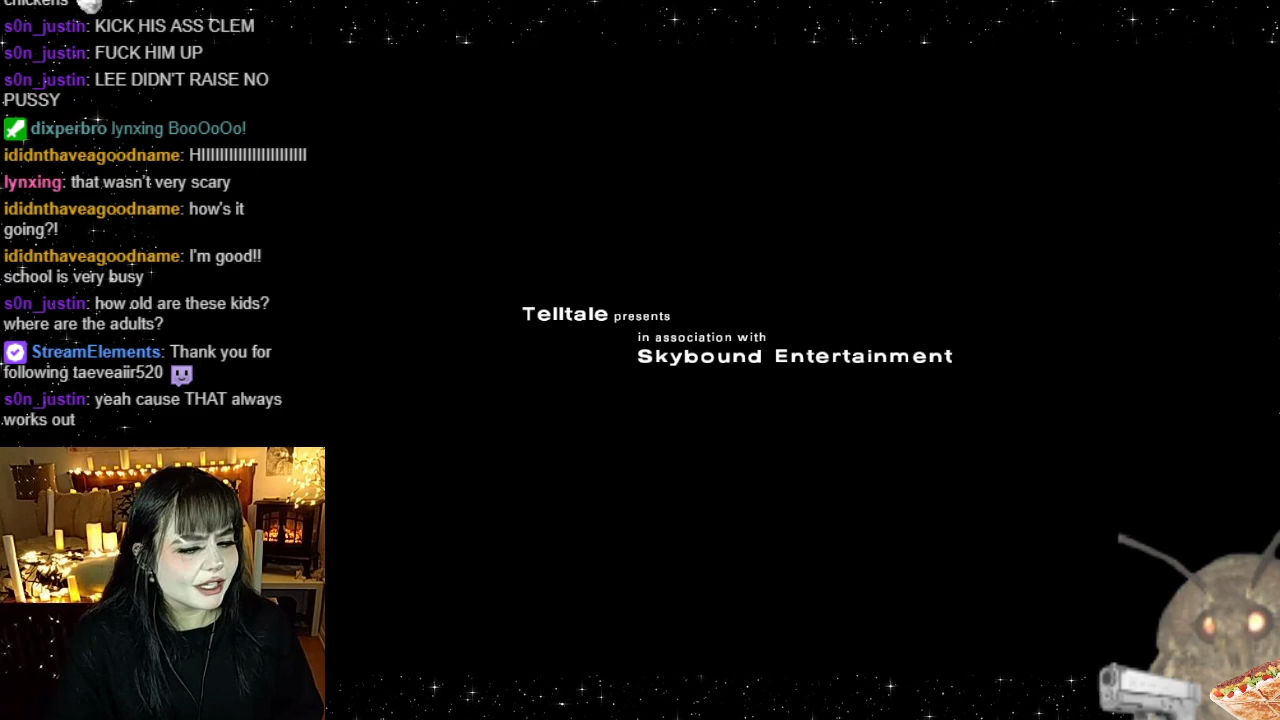 chickens
s0n_justin: KICK HIS ASS CLEM
s0n_justin: FUCK HIM UP
s0n_justin: LEE DIDN'T RAISE NO
PUSSY
dixperbro lynxing BooOoOo!
ididnthaveagoodname: HIIIIIIIIIIIIIIIIIIIIIII
lynxing: that wasn't very scary
ididnthaveagoodname: how's it
going?!
ididnthaveagoodname: I'm good!!
school is very busy
s0n_justin: how old are these kids?
where are the adults?
StreamElements: Thank you for
following taeveaiir520
s0n_justin: yeah cause THAT always
works out
Telltale presents
in association with
Skybound Entertainment